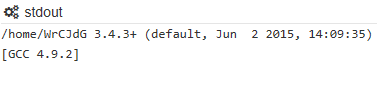 stdout
/home/WrCJdG 3.4.3+ (default, Jun  2 2015, 14:09:35)
[GCC 4.9.2]